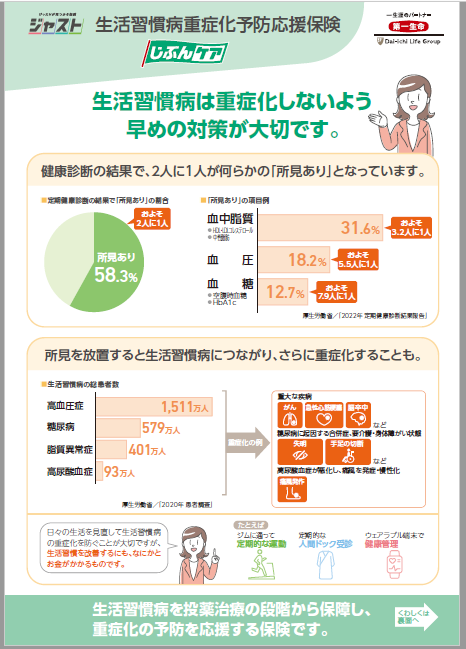 ジャスト
生活習慣病重症化予防応援保険
じぶんケア
一生涯のパートナー
第一生命
Dai-ichi Life Group
生活習慣病は重症化しないよう
早めの対策が大切です。
健康診断の結果で、2人に1人が何らかの「所見あり」となっています。
■定期健康診断の結果で「所見あり」の割合
およそ
2人に1人
所見あり
58.3%
■「所見あり」の項目例
血中脂質
●HDL・LDLコレステロール
●中性脂肪
31.6%
およそ
3.2人に1人
血 圧
18.2%
およそ
5.5人に1人
血 糖
●空腹時血糖
●HbA1c
12.7%
およそ
7.9人に1人
厚生労働省/「2022年 定期健康診断結果報告」
所見を放置すると生活習慣病につながり、さらに重症化することも。
■生活習慣病の総患者数
高血圧症
1,511万人
糖尿病
579万人
脂質異常症
401万人
高尿酸血症
93万人
厚生労働省/「2020年 患者調査」
重症化の例
重大な疾病
がん
急性心筋梗塞
脳卒中
など
糖尿病に起因する合併症、要介護・身体障がい状態
失明
手足の切断
など
高尿酸血症が悪化し、痛風を発症・慢性化
痛風発作
日々の生活を見直して生活習慣病
の重症化を防ぐことが大切ですが、
生活習慣を改善するにも、なにかと
お金がかかるものです。
たとえば
ジムに通って
定期的な運動
定期的な
人間ドック受診
ウェアラブル端末で
健康管理
生活習慣病を投薬治療の段階から保障し、
重症化の予防を応援する保険です。
くわしくは
裏面へ